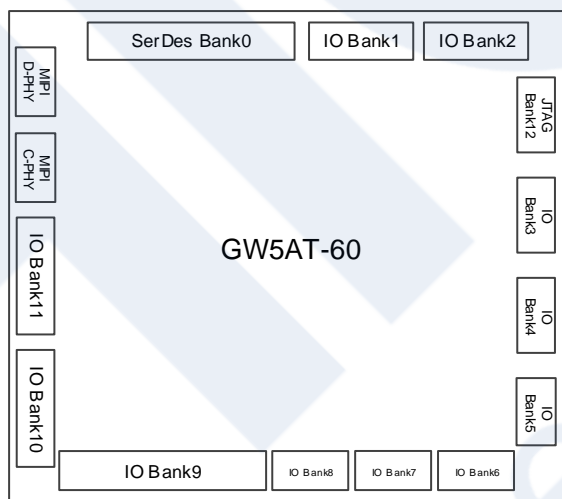 SerDes Bank0
IO Bank1
IO Bank2
MIPI
D-PHY
JTAG
Bank12
MIPI
C-PHY
IO
Bank3
IO Bank11
GW5AT-60
IO
Bank4
IO Bank10
IO
Bank5
IO Bank9
IO Bank8
IO Bank7
IO Bank6